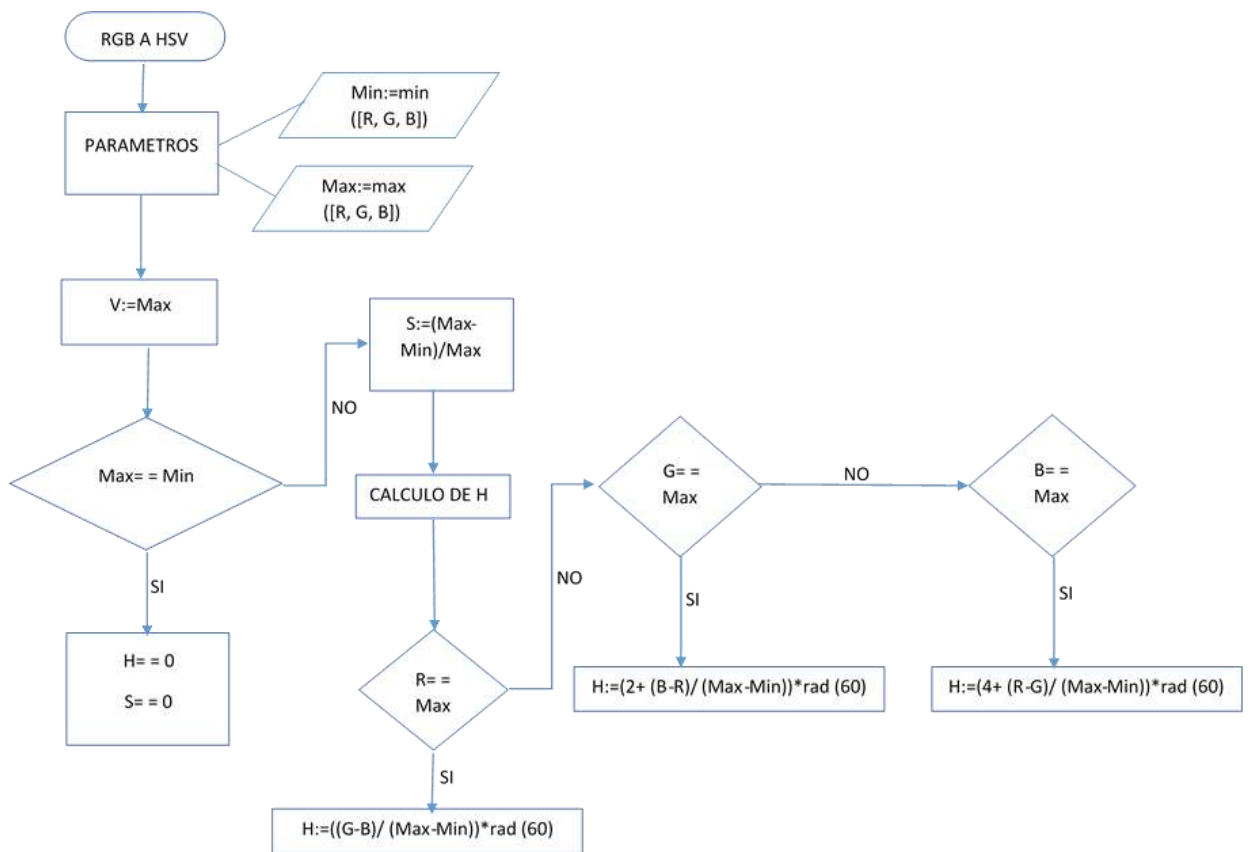 RGB A HSV
Min:=min
([R, G, B])
PARAMETROS
Max:=max
([R, G, B])
V:=Max
S:=(Max-
Min)/Max
NO
Max= = Min
CALCULO DE H
G= =
Max
NO
B= =
Max
NO
SI
SI
SI
H= = 0
S= = 0
R= =
Max
H:=(2+ (B-R)/ (Max-Min))*rad (60)
H:=(4+ (R-G)/ (Max-Min))*rad (60)
SI
H:=((G-B)/ (Max-Min))*rad (60)